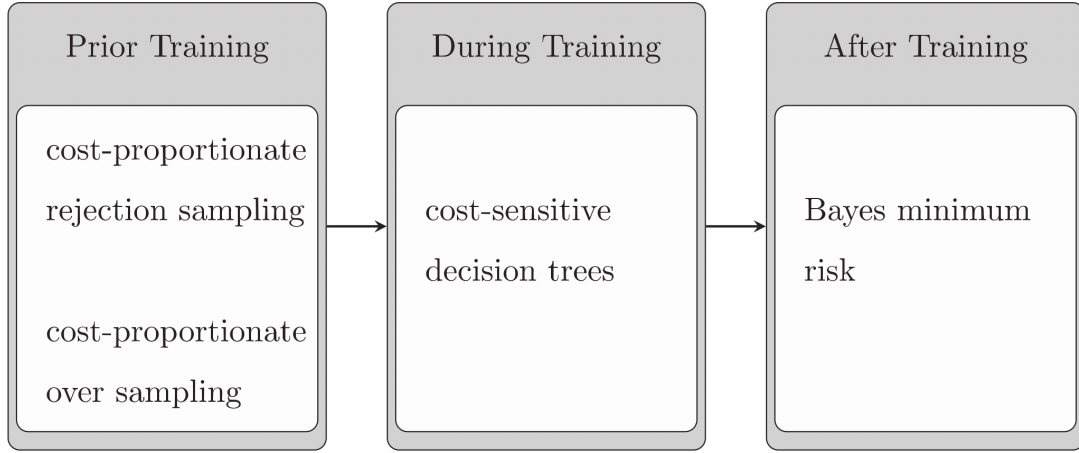 Prior Training
cost-proportionate
rejection sampling
cost-proportionate
over sampling
During Training
cost-sensitive
decision trees
After Training
Bayes minimum
risk